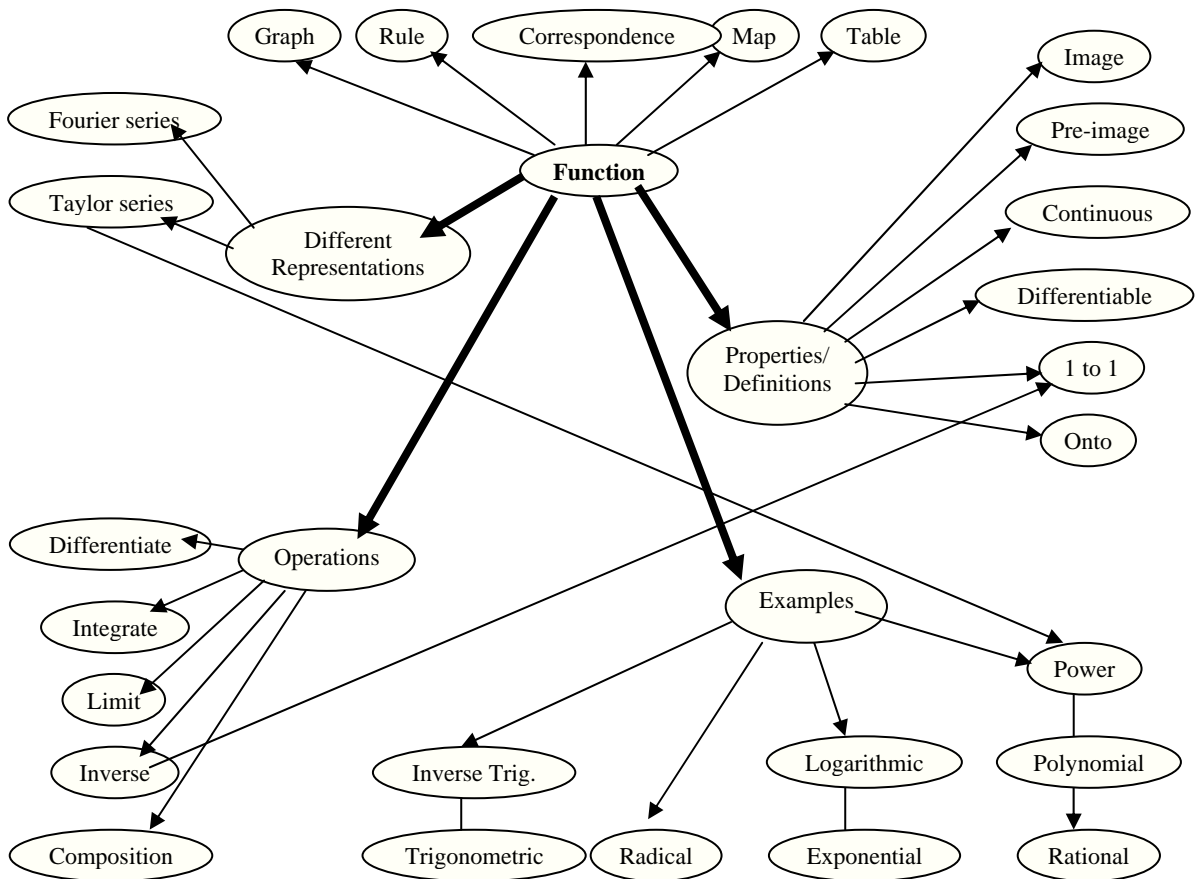 Graph
Rule
Correspondence
Map
Table
Image
Fourier series
Pre-image
Function
Taylor series
Continuous
Different
Representations
Differentiable
Properties/
Definitions
1 to 1
Onto
Differentiate
Operations
Examples
Integrate
Power
Limit
Inverse
Inverse Trig.
Logarithmic
Polynomial
Composition
Trigonometric
Radical
Exponential
Rational